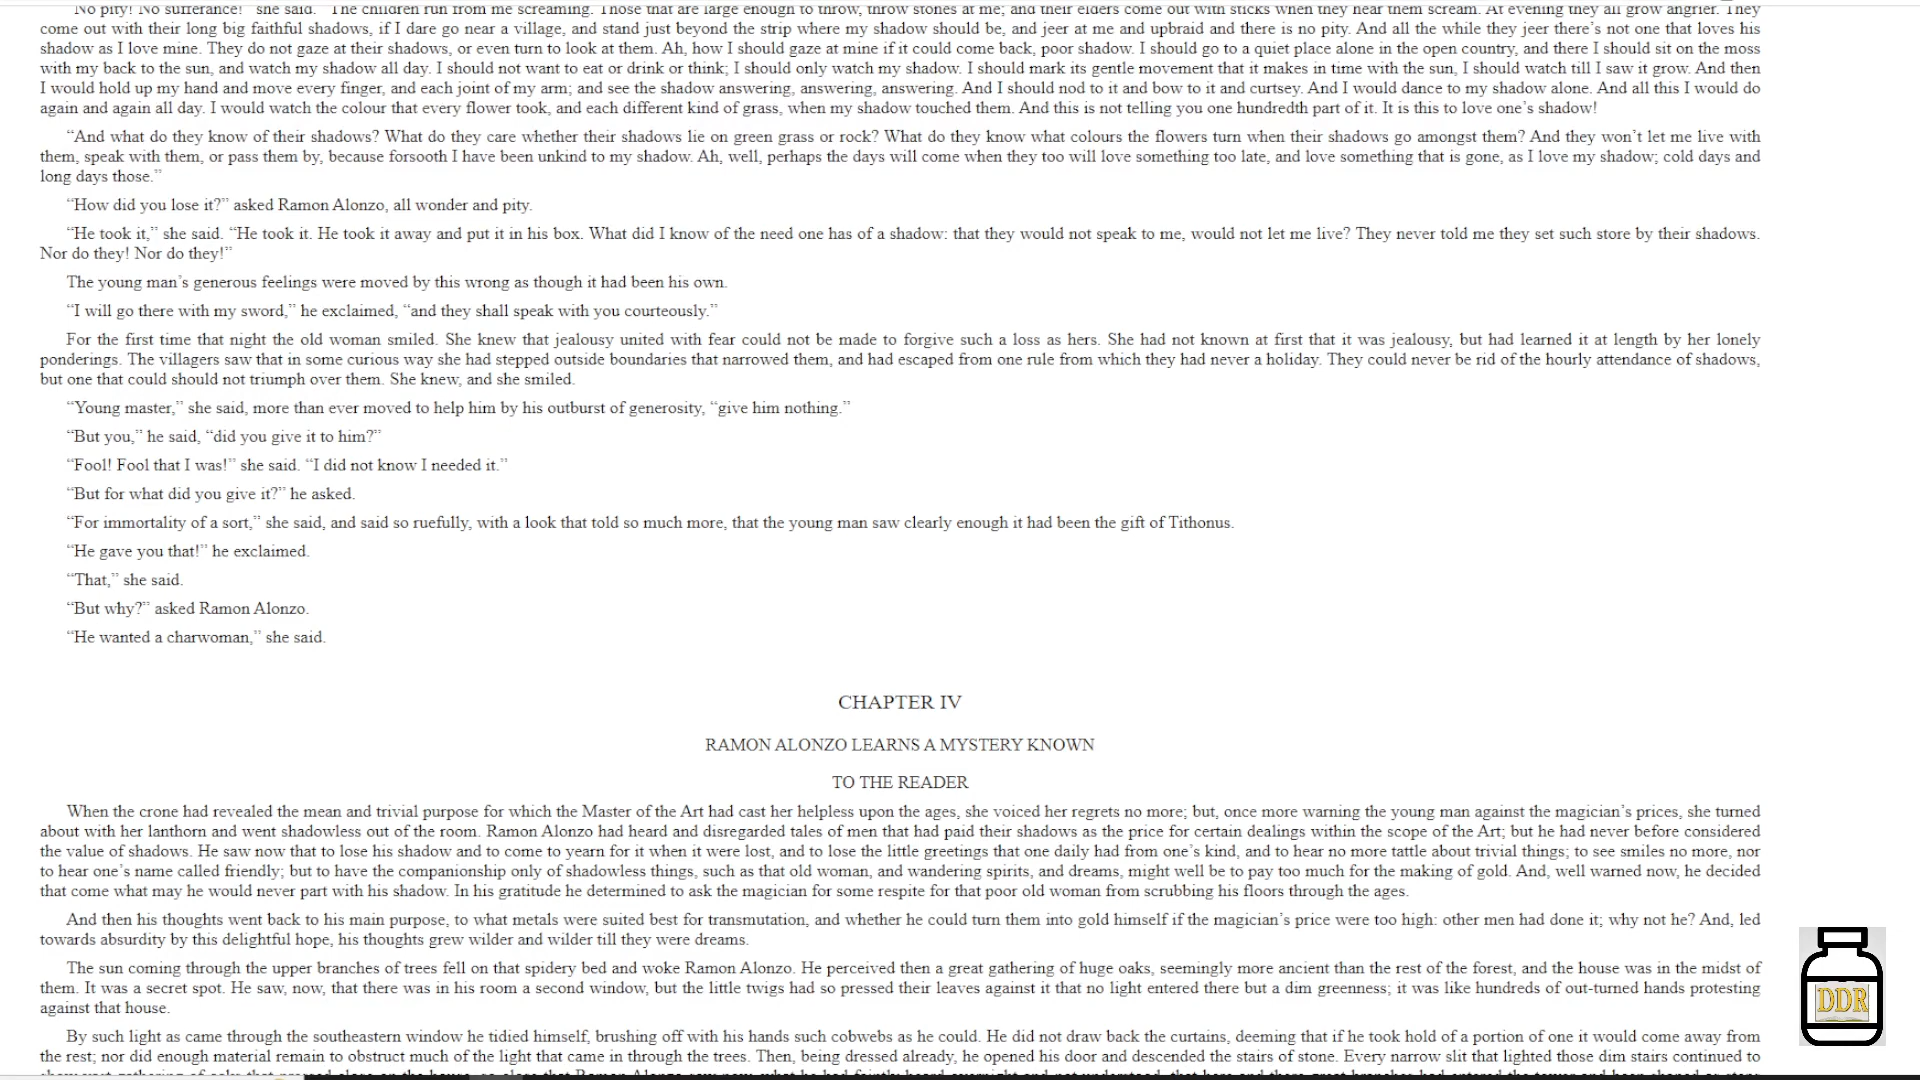 “No pity! No sufferance!” she said. “The children run from me screaming. Those that are large enough to throw, throw stones at me; and their elders come out with sticks when they hear them scream. At evening they all grow angrier. They
come out with their long big faithful shadows, if I dare go near a village, and stand just beyond the strip where my shadow should be, and jeer at me and upbraid and there is no pity. And all the while they jeer there’s not one that loves his
shadow as I love mine. They do not gaze at their shadows, or even turn to look at them. Ah, how I should gaze at mine if it could come back, poor shadow. I should go to a quiet place alone in the open country, and there I should sit on the moss
with my back to the sun, and watch my shadow all day. I should not want to eat or drink or think; I should only watch my shadow. I should mark its gentle movement that it makes in time with the sun, I should watch till I saw it grow. And then
I would hold up my hand and move every finger, and each joint of my arm; and see the shadow answering, answering, answering. And I should nod to it and bow to it and curtsey. And I would dance to my shadow alone. And all this I would do
again and again all day. I would watch the colour that every flower took, and each different kind of grass, when my shadow touched them. And this is not telling you one hundredth part of it. It is this to love one’s shadow!
“And what do they know of their shadows? What do they care whether their shadows lie on green grass or rock? What do they know what colours the flowers turn when their shadows go amongst them? And they won’t let me live with
them, speak with them, or pass them by, because forsooth I have been unkind to my shadow. Ah, well, perhaps the days will come when they too will love something too late, and love something that is gone, as I love my shadow; cold days and
long days those.”
“How did you lose it?” asked Ramon Alonzo, all wonder and pity.
“He took it,” she said. “He took it. He took it away and put it in his box. What did I know of the need one has of a shadow: that they would not speak to me, would not let me live? They never told me they set such store by their shadows.
Nor do they! Nor do they!”
The young man’s generous feelings were moved by this wrong as though it had been his own.
“I will go there with my sword,” he exclaimed, “and they shall speak with you courteously.”
For the first time that night the old woman smiled. She knew that jealousy united with fear could not be made to forgive such a loss as hers. She had not known at first that it was jealousy, but had learned it at length by her lonely
ponderings. The villagers saw that in some curious way she had stepped outside boundaries that narrowed them, and had escaped from one rule from which they had never a holiday. They could never be rid of the hourly attendance of shadows,
but one that could should not triumph over them. She knew, and she smiled.
“Young master,” she said, more than ever moved to help him by his outburst of generosity, “give him nothing.”
“But you,” he said, “did you give it to him?”
“Fool! Fool that I was!” she said. “I did not know I needed it.”
“But for what did you give it?” he asked.
“For immortality of a sort,” she said, and said so ruefully, with a look that told so much more, that the young man saw clearly enough it had been the gift of Tithonus.
“He gave you that!” he exclaimed.
“That,” she said.
“But why?” asked Ramon Alonzo.
“He wanted a charwoman,” she said.
CHAPTER IV
RAMON ALONZO LEARNS A MYSTERY KNOWN
TO THE READER
When the crone had revealed the mean and trivial purpose for which the Master of the Art had cast her helpless upon the ages, she voiced her regrets no more; but, once more warning the young man against the magician’s prices, she turned
about with her lanthorn and went shadowless out of the room. Ramon Alonzo had heard and disregarded tales of men that had paid their shadows as the price for certain dealings within the scope of the Art; but he had never before considered
the value of shadows. He saw now that to lose his shadow and to come to yearn for it when it were lost, and to lose the little greetings that one daily had from one’s kind, and to hear no more tattle about trivial things; to see smiles no more, nor
to hear one’s name called friendly; but to have the companionship only of shadowless things, such as that old woman, and wandering spirits, and dreams, might well be to pay too much for the making of gold. And, well warned now, he decided
that come what may he would never part with his shadow. In his gratitude he determined to ask the magician for some respite for that poor old woman from scrubbing his floors through the ages.
And then his thoughts went back to his main purpose, to what metals were suited best for transmutation, and whether he could turn them into gold himself if the magician’s price were too high: other men had done it; why not he? And, led
towards absurdity by this delightful hope, his thoughts grew wilder and wilder till they were dreams.
The sun coming through the upper branches of trees fell on that spidery bed and woke Ramon Alonzo. He perceived then a great gathering of huge oaks, seemingly more ancient than the rest of the forest, and the house was in the midst of
them. It was a secret spot. He saw, now, that there was in his room a second window, but the little twigs had so pressed their leaves against it that no light entered there but a dim greenness; it was like hundreds of out-turned hands protesting
against that house.
By such light as came through the southeastern window he tidied himself, brushing off with his hands such cobwebs as he could. He did not draw back the curtains, deeming that if he took hold of a portion of one it would come away from
the rest; nor did enough material remain to obstruct much of the light that came in through the trees. Then, being dressed already, he opened his door and descended the stairs of stone. Every narrow slit that lighted those dim stairs continued to
DDR